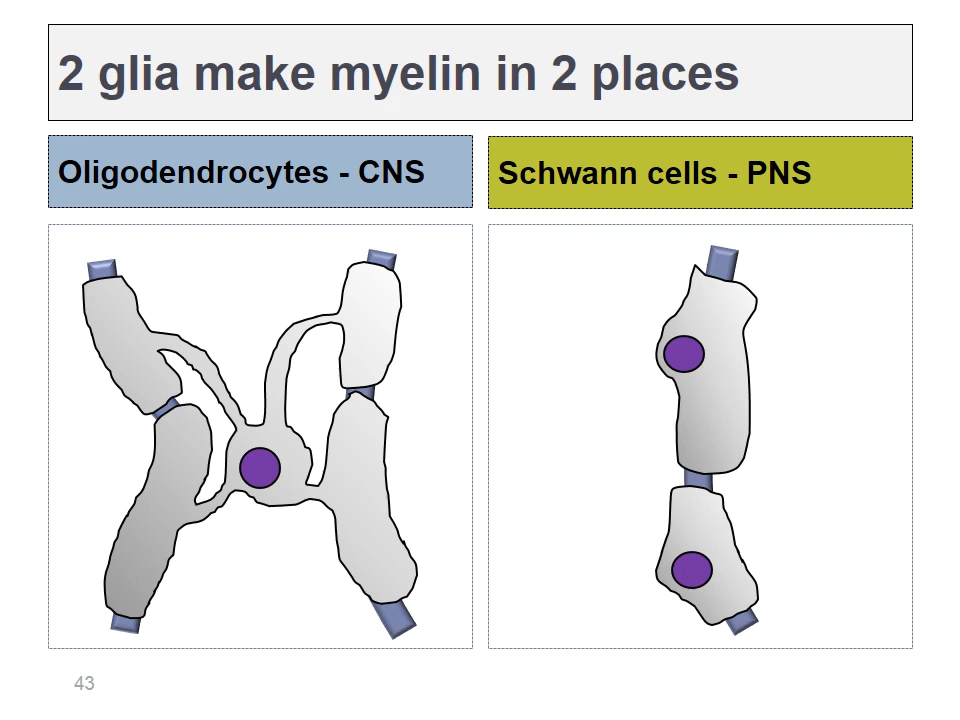 2 glia make myelin in 2 places
Oligodendrocytes - CNS
Schwann cells - PNS
43